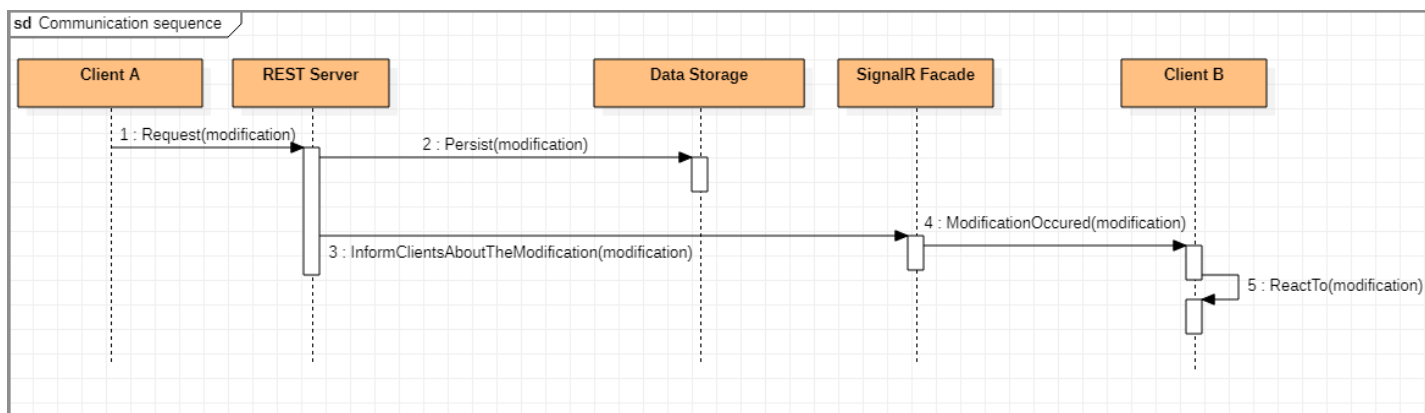 sd Communication sequence
Client A
REST Server
Data Storage
SignalR Facade
Client B
1 : Request(modification)
2 : Persist(modification)
3 : InformClientsAboutTheModification(modification)
4 : ModificationOccured(modification)
5 : ReactTo(modification)